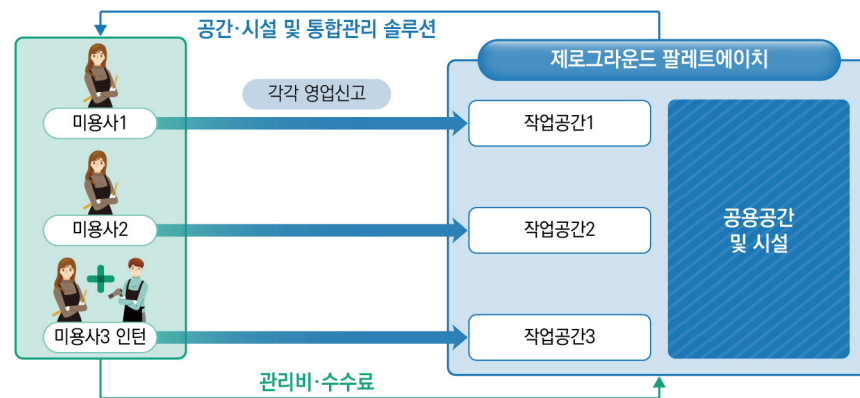 공간·시설 및 통합관리 솔루션
제로그라운드 팔레트에이치
각각 영업신고
미용사1
작업공간1
미용사2
작업공간2
공용공간
및 시설
미용사3 인턴
작업공간3
관리비·수수료